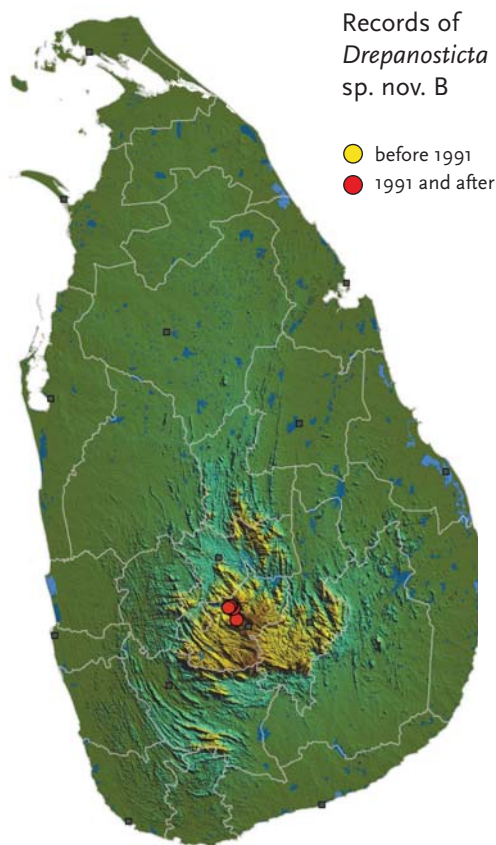 Records of
Drepanosticta
sp. nov. B
before 1991
1991 and after